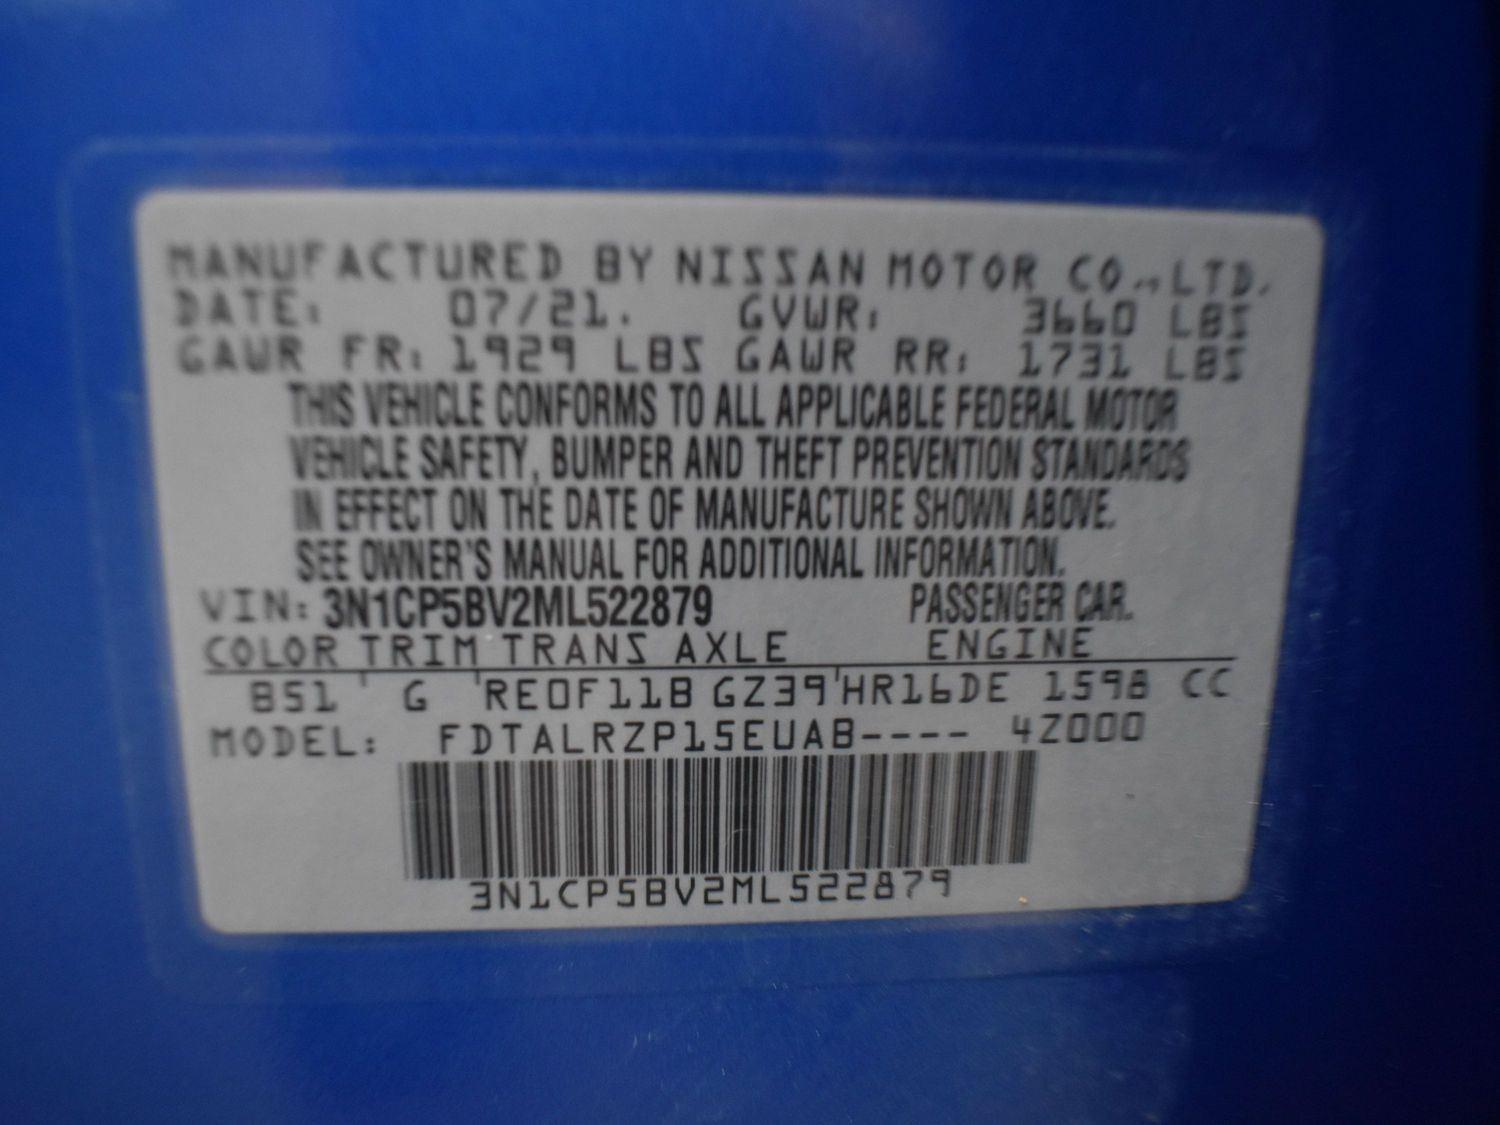 MANUFACTURED BY NISSAN MOTOR CO.,LTD.
DATE: 07/21. GVWR: 3660 LBS
GAWR FR: 1929 LBS GAWR RR: 1731 LBS
THIS VEHICLE CONFORMS TO ALL APPLICABLE FEDERAL MOTOR
VEHICLE SAFETY, BUMPER AND THEFT PREVENTION STANDARDS
IN EFFECT ON THE DATE OF MANUFACTURE SHOWN ABOVE.
SEE OWNER'S MANUAL FOR ADDITIONAL INFORMATION.
VIN: 3N1CP5BV2ML522879 PASSENGER CAR.
COLOR TRIM TRANS AXLE ENGINE
B51 G RE0F11B GZ39 HR16DE 1598 CC
MODEL: FDTALRZP15EUAB---- 4Z000
3N1CP5BV2ML522879